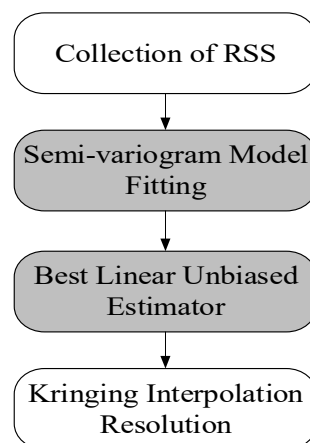 Collection of RSS
Semi-variogram Model
Fitting
Best Linear Unbiased
Estimator
Kringing Interpolation
Resolution